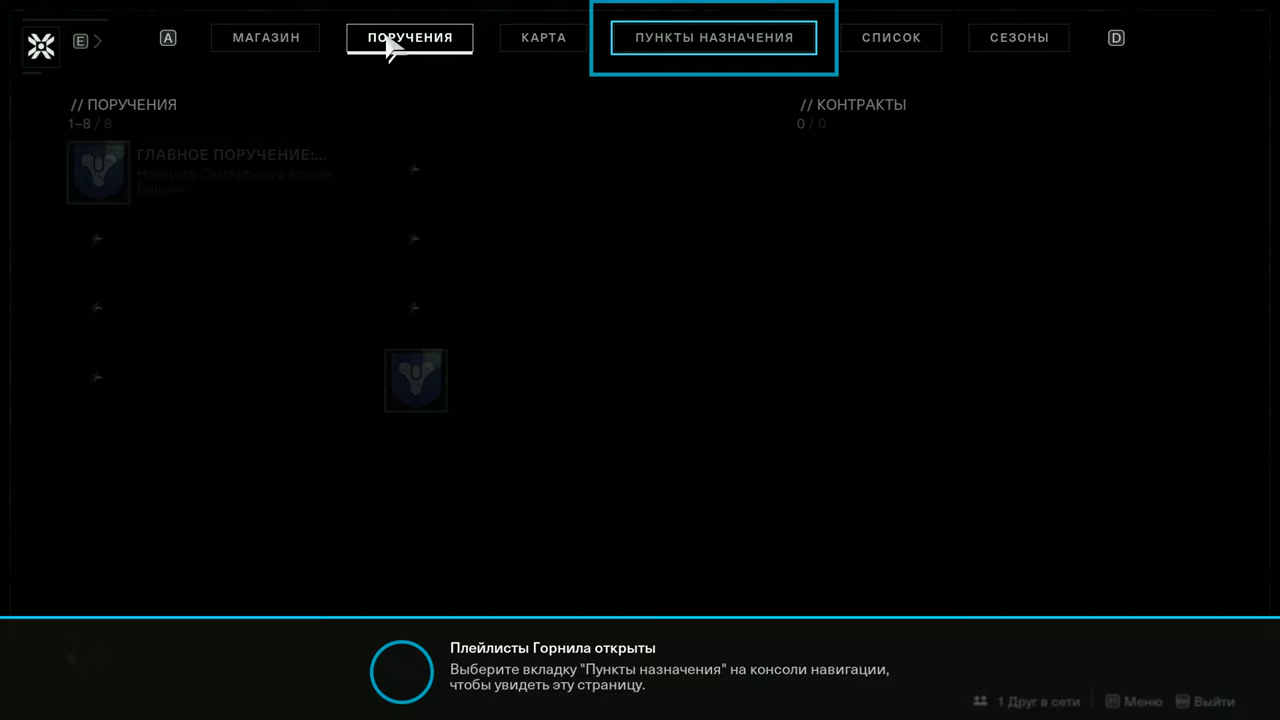 E
A
МАГАЗИН
ПОРУЧЕНИЯ
КАРТА
ПУНКТЫ НАЗНАЧЕНИЯ
СПИСОК
СЕЗОНЫ
D
// ПОРУЧЕНИЯ
1–8 / 8
// КОНТРАКТЫ
0 / 0
ГЛАВНОЕ ПОРУЧЕНИЕ:...
Найдите
Плейлисты Горнила открыты
Выберите вкладку "Пункты назначения" на консоли навигации,
чтобы увидеть эту страницу.
1 Друг в сети
Меню
Выйти